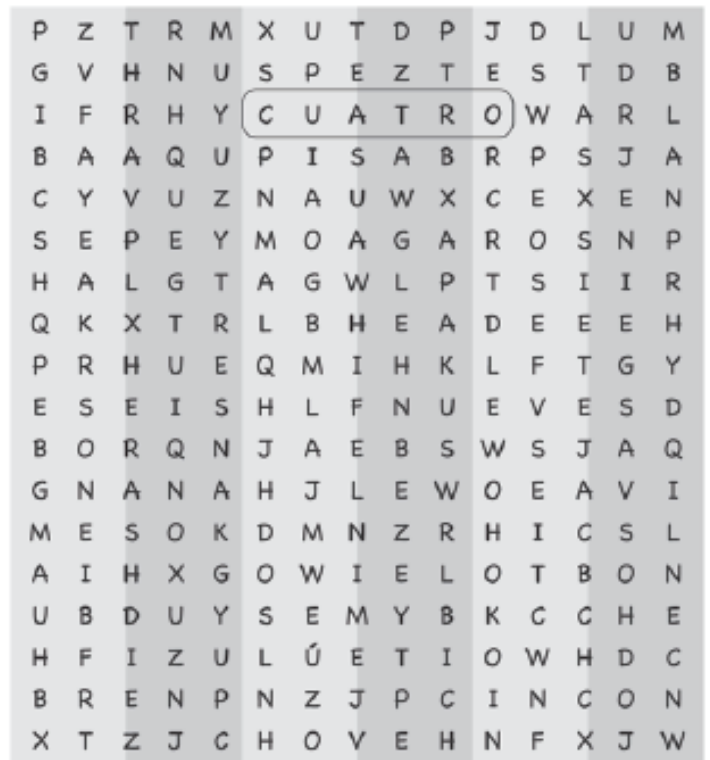 P Z T R M X U T D P J D L U M
G V H N U S P E Z T E S T D B
I F R H Y C U A T R O W A R L
B A A Q U P I S A B R P S J A
C Y V U Z N A U W X C E X E N
S E P E Y M O A G A R O S N P
H A L G T A G W L P T S I I R
Q K X T R L B H E A D E E E H
P R H U E Q M I H K L F T G Y
E S E I S H L F N U E V E S D
B O R Q N J A E B S W S J A Q
G N A N A H J L E W O E A V I
M E S O K D M N Z R H I C S L
A I H X G O W I E L O T B O N
U B D U Y S E M Y B K C C H E
H F I Z U L Ú E T I O W H D C
B R E N P N Z J P C I N C O N
X T Z J C H O V E H N F X J W